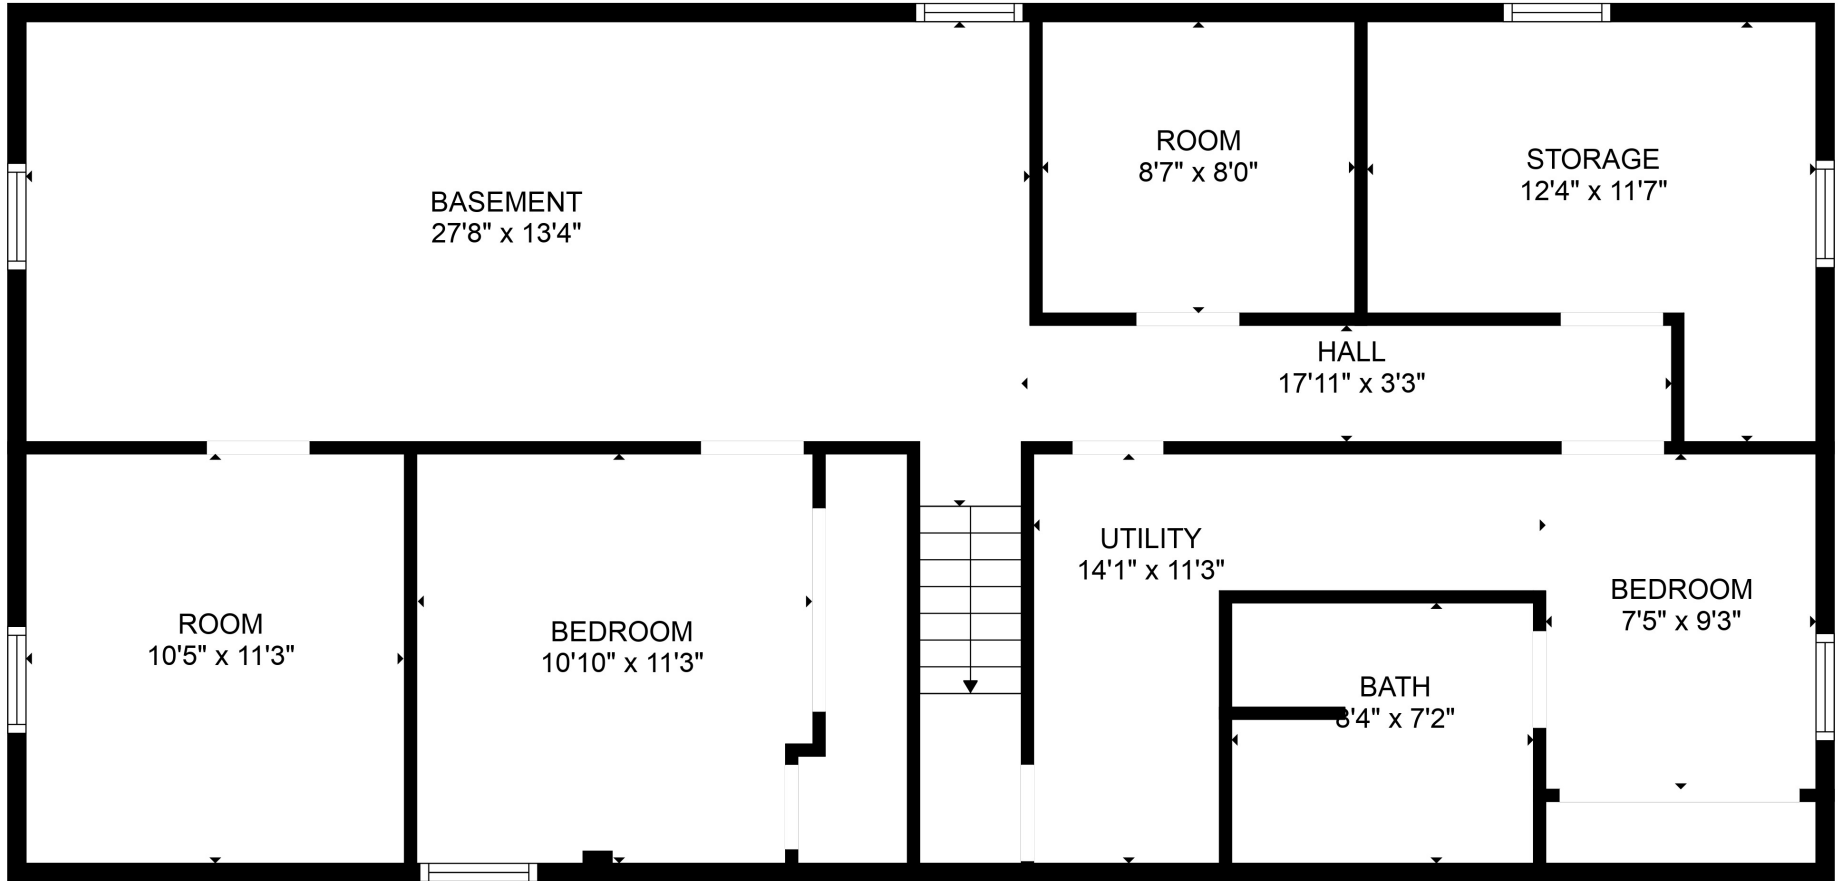 ROOM
8'7" x 8'0"
STORAGE
12'4" x 11'7"
BASEMENT
27'8" x 13'4"
HALL
17'11" x 3'3"
UTILITY
14'1" x 11'3"
BEDROOM
7'5" x 9'3"
ROOM
10'5" x 11'3"
BEDROOM
10'10" x 11'3"
BATH
8'4" x 7'2"